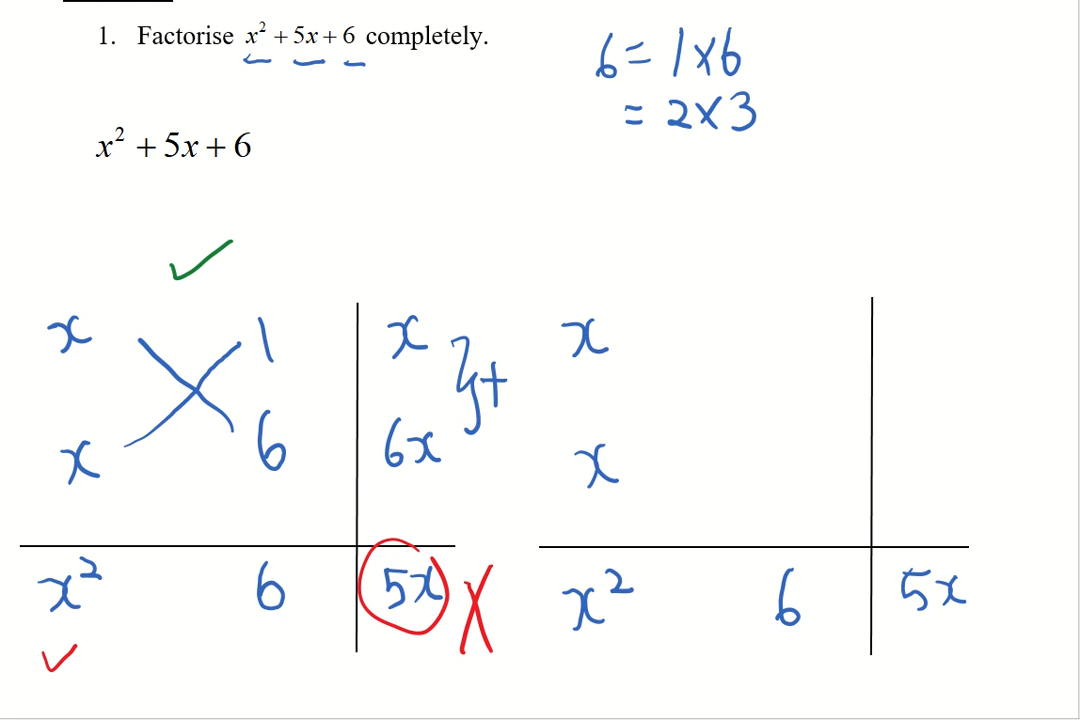 1. Factorise x² + 5x + 6 completely.
6 = 1 x 6
= 2 x 3
x² + 5x + 6
x 1 x }+
x 6 6x
x² 6 5x X
x
x
x² 6 5x